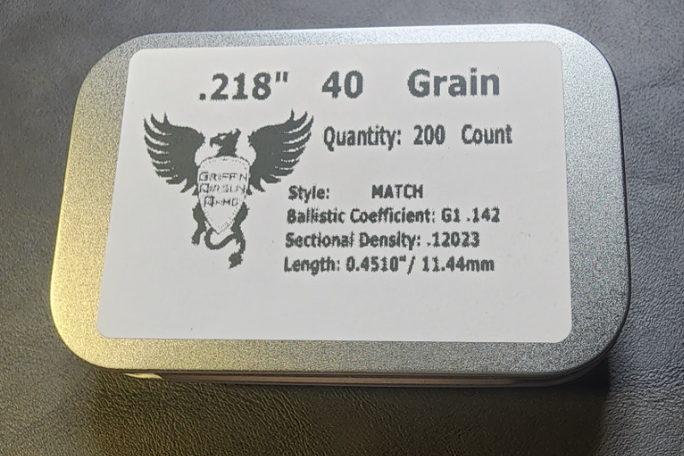 .218" 40 Grain
Quantity: 200 Count
GRIFFIN
AIRGUN
AMMO
Style: MATCH
Ballistic Coefficient: G1 .142
Sectional Density: .12023
Length: 0.4510"/ 11.44mm